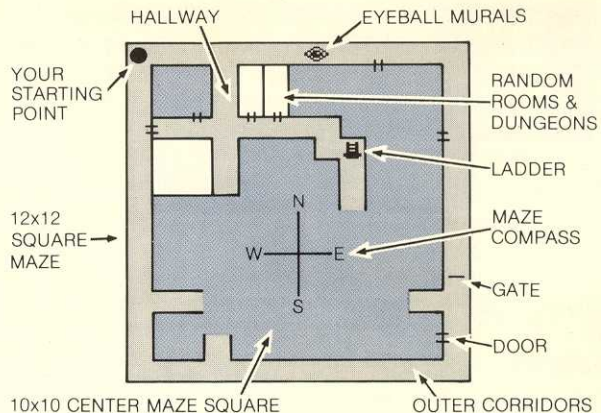 HALLWAY
EYEBALL MURALS
YOUR
STARTING
POINT
RANDOM
ROOMS &
DUNGEONS
LADDER
12x12
SQUARE
MAZE
N
W
E
S
MAZE
COMPASS
GATE
DOOR
10x10 CENTER MAZE SQUARE
OUTER CORRIDORS